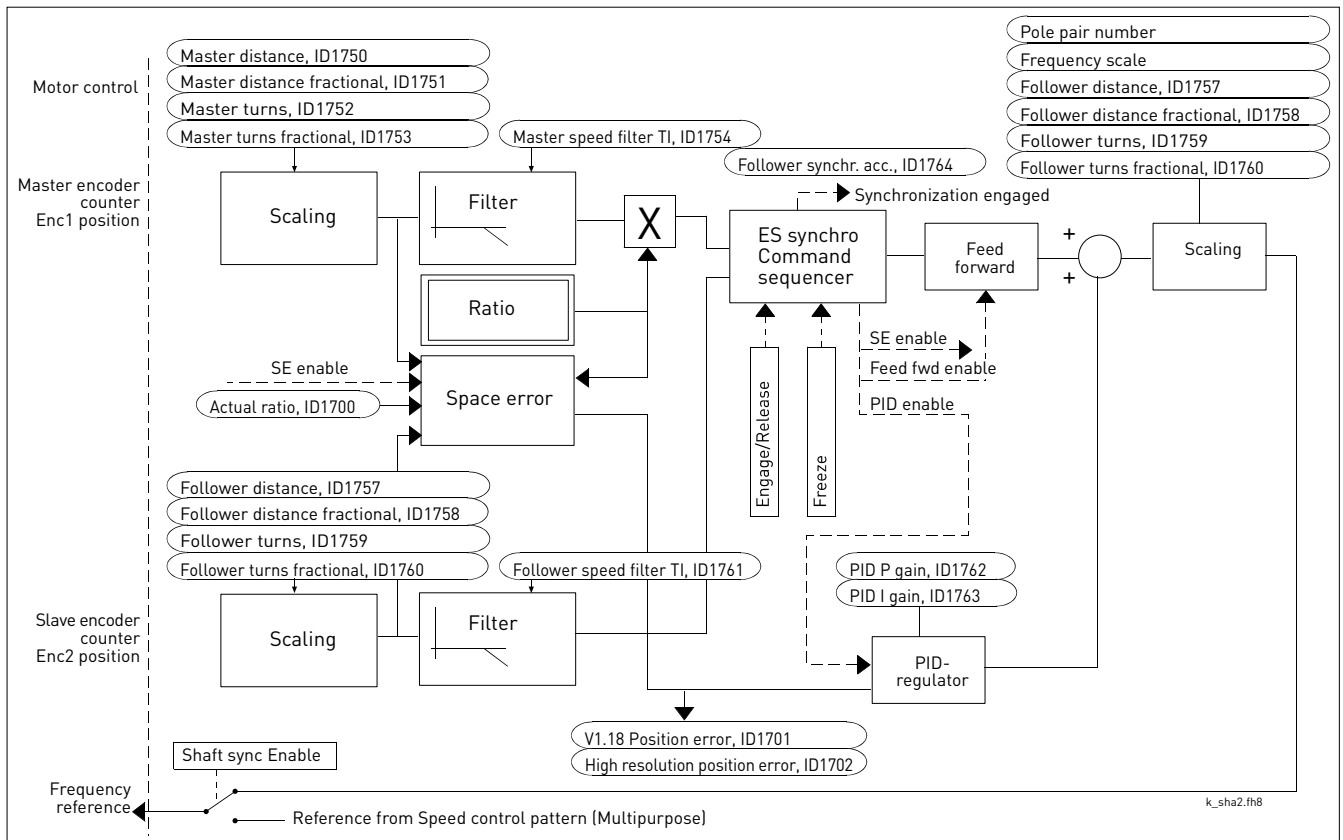 Motor control
Master distance, ID1750
Master distance fractional, ID1751
Master turns, ID1752
Master turns fractional, ID1753
Master speed filter TI, ID1754
Follower synchr. acc., ID1764
Pole pair number
Frequency scale
Follower distance, ID1757
Follower distance fractional, ID1758
Follower turns, ID1759
Follower turns fractional, ID1760
Master encoder
counter
Enc1 position
Scaling
Filter
X
Synchronization engaged
ES synchro
Command
sequencer
Feed
forward
+
+
Scaling
Ratio
SE enable
Actual ratio, ID1700
Space error
Engage/Release
Freeze
SE enable
Feed fwd enable
PID enable
Follower distance, ID1757
Follower distance fractional, ID1758
Follower turns, ID1759
Follower turns fractional, ID1760
Follower speed filter TI, ID1761
PID P gain, ID1762
PID I gain, ID1763
Slave encoder
counter
Enc2 position
Scaling
Filter
PID-
regulator
V1.18 Position error, ID1701
High resolution position error, ID1702
Shaft sync Enable
Frequency
reference
Reference from Speed control pattern (Multipurpose)
k_sha2.fh8